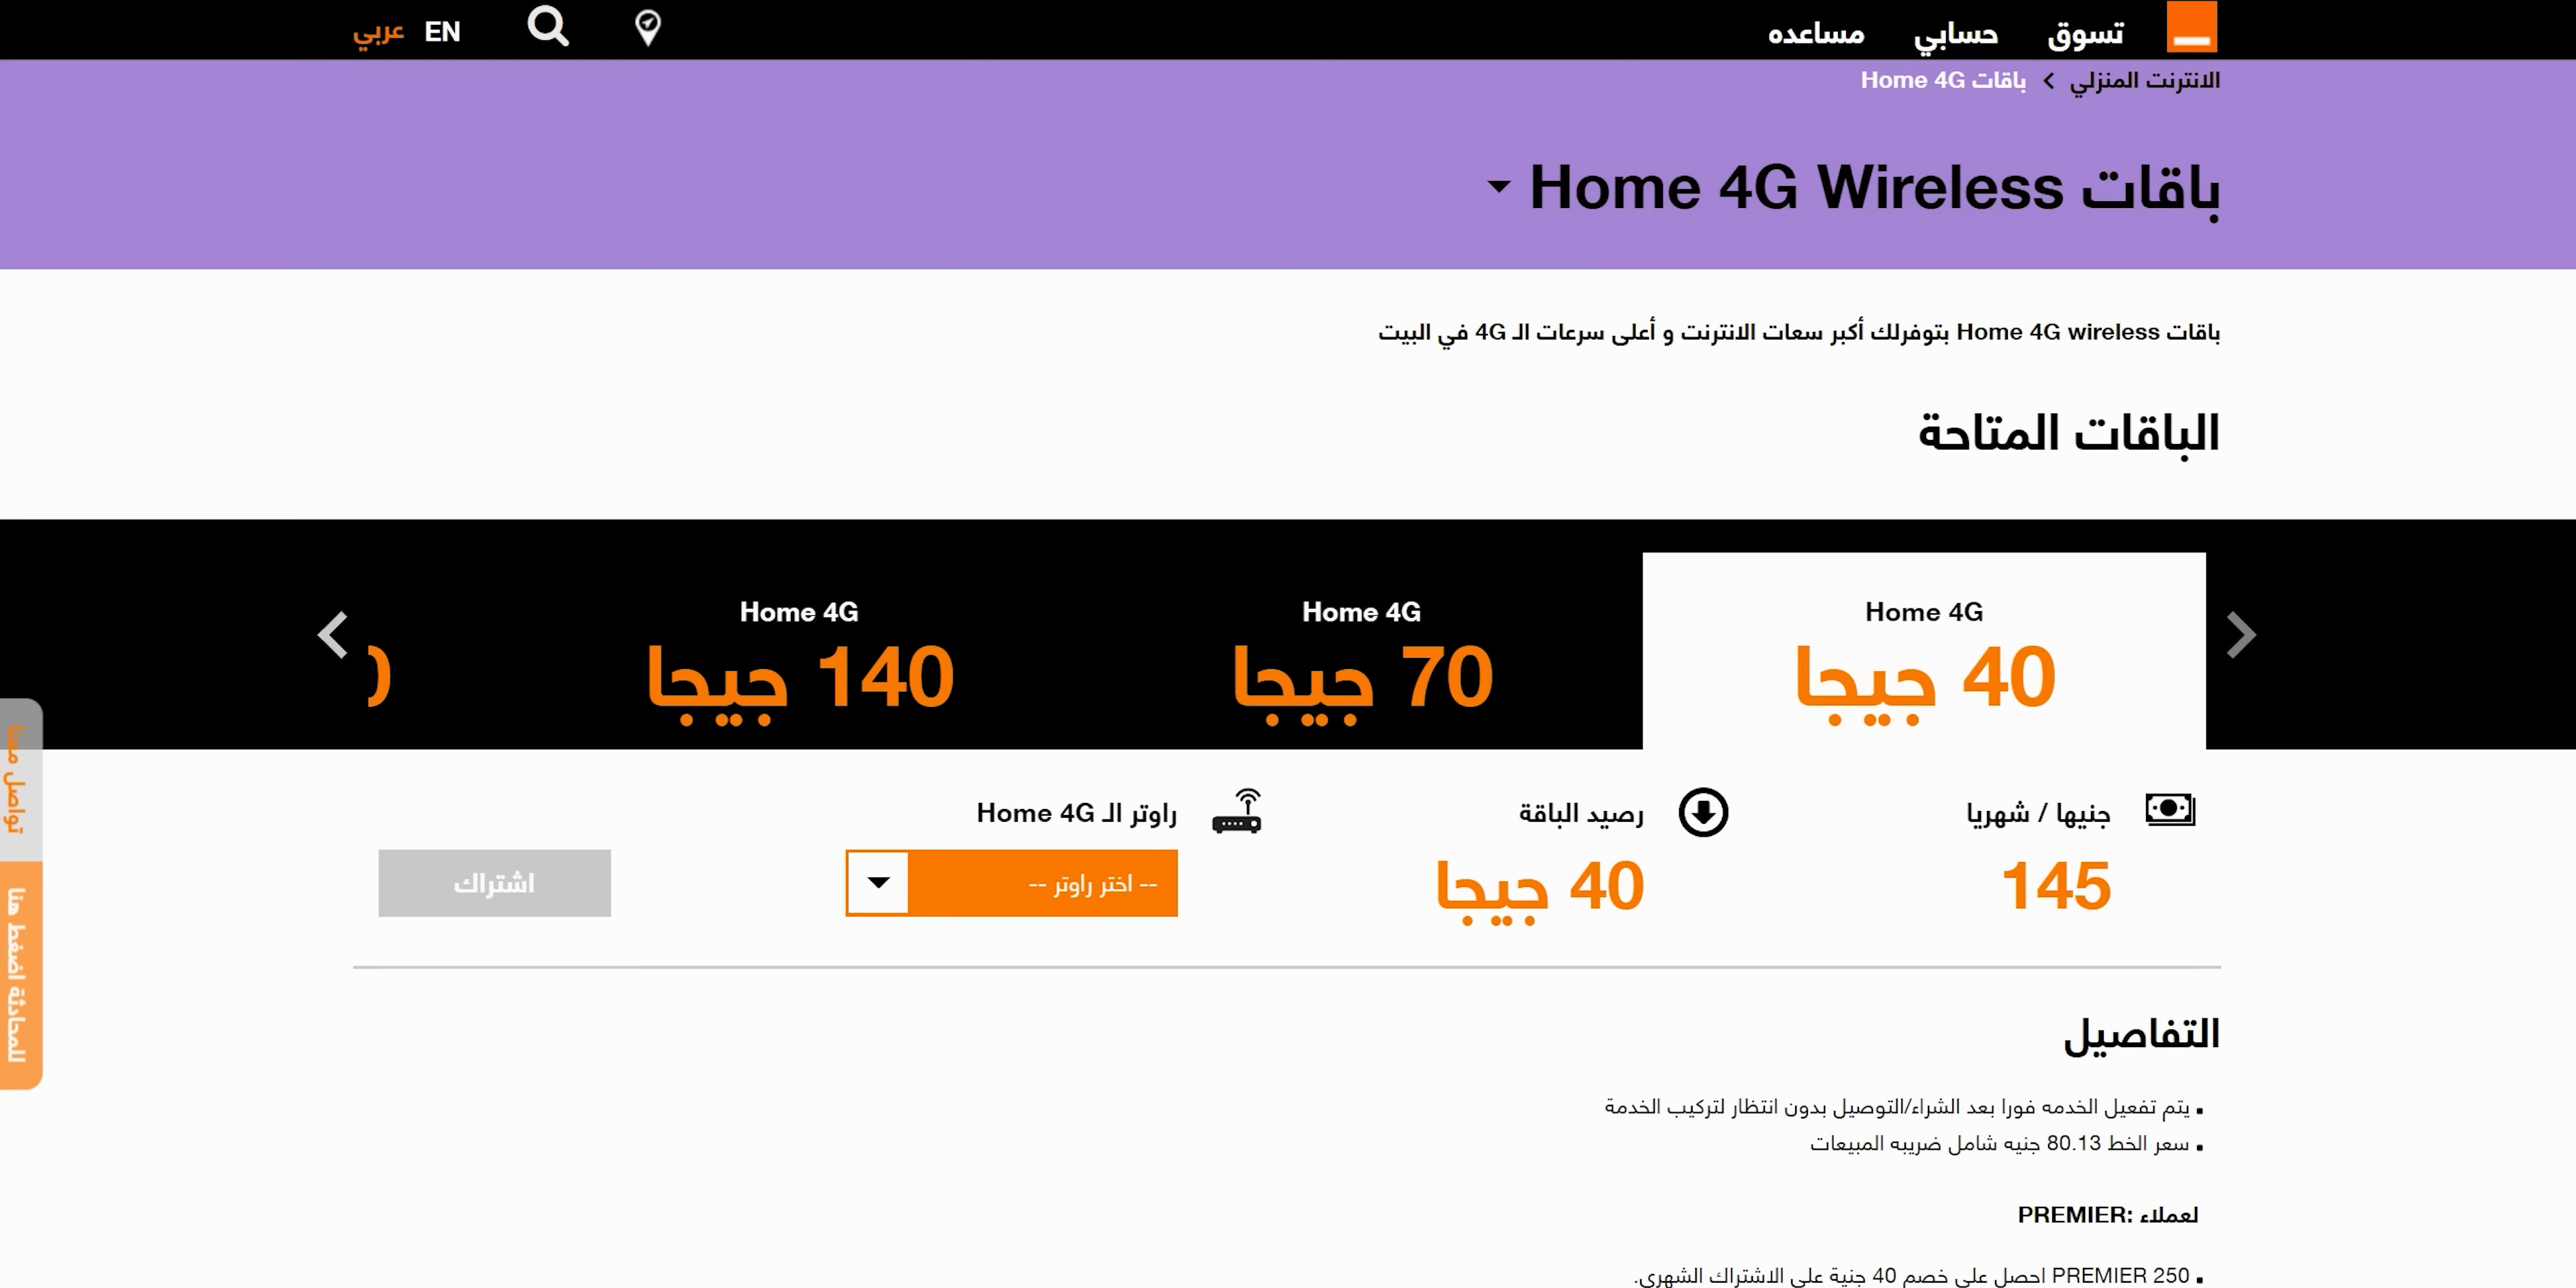 تسوق حسابي مساعده EN عربي
الانترنت المنزلي > باقات Home 4G
باقات Home 4G Wireless
باقات Home 4G wireless بتوفرلك أكبر سعات الانترنت و أعلى سرعات الـ 4G في البيت
الباقات المتاحة
Home 4G
40 جيجا
Home 4G
70 جيجا
Home 4G
140 جيجا
جنيها / شهريا
145
رصيد الباقة
40 جيجا
راوتر الـ Home 4G
-- اختر راوتر --
اشتراك
تواصل معنا
للمحادثة اضغط هنا
التفاصيل
▪ يتم تفعيل الخدمه فورا بعد الشراء/التوصيل بدون انتظار لتركيب الخدمة
▪ سعر الخط 80.13 جنيه شامل ضريبه المبيعات
لعملاء PREMIER:
▪ PREMIER 250 احصل على خصم 40 جنية على الاشتراك الشهري.